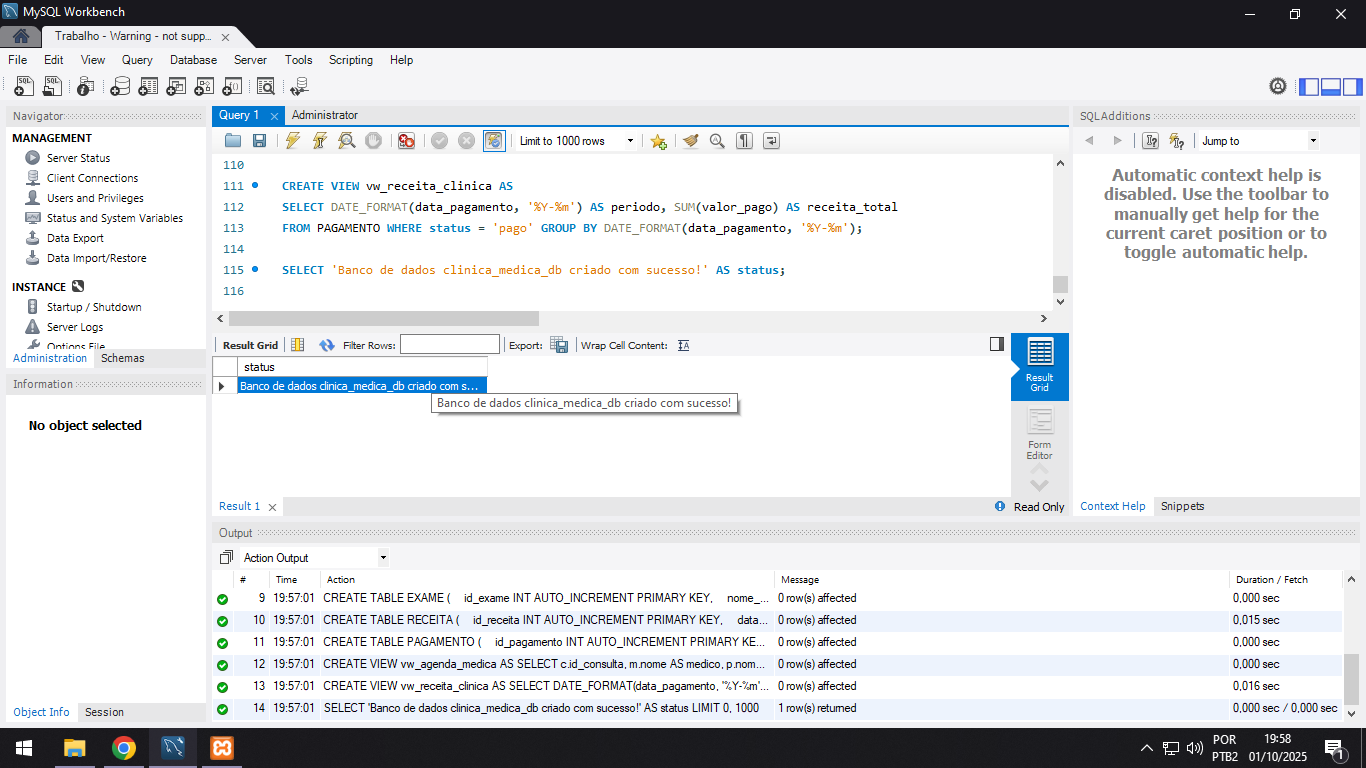 MySQL Workbench
Trabalho - Warning - not supp...
File Edit View Query Database Server Tools Scripting Help
Navigator
MANAGEMENT
Server Status
Client Connections
Users and Privileges
Status and System Variables
Data Export
Data Import/Restore
INSTANCE
Startup / Shutdown
Server Logs
Options File
Administration Schemas
Information
No object selected
Object Info Session
Query 1 Administrator
Limit to 1000 rows
110
111 CREATE VIEW vw_receita_clinica AS
112 SELECT DATE_FORMAT(data_pagamento, '%Y-%m') AS periodo, SUM(valor_pago) AS receita_total
113 FROM PAGAMENTO WHERE status = 'pago' GROUP BY DATE_FORMAT(data_pagamento, '%Y-%m');
114
115 SELECT 'Banco de dados clinica_medica_db criado com sucesso!' AS status;
116
Result Grid Filter Rows: Export: Wrap Cell Content:
status
Banco de dados clinica_medica_db criado com s...
Banco de dados clinica_medica_db criado com sucesso!
Result Grid
Form Editor
Result 1 Read Only
SQLAdditions
Jump to
Automatic context help is
disabled. Use the toolbar to
manually get help for the
current caret position or to
toggle automatic help.
Context Help Snippets
Output
Action Output
# Time Action Message Duration / Fetch
9 19:57:01 CREATE TABLE EXAME ( id_exame INT AUTO_INCREMENT PRIMARY KEY, nome_... 0 row(s) affected 0,000 sec
10 19:57:01 CREATE TABLE RECEITA ( id_receita INT AUTO_INCREMENT PRIMARY KEY, data... 0 row(s) affected 0,015 sec
11 19:57:01 CREATE TABLE PAGAMENTO ( id_pagamento INT AUTO_INCREMENT PRIMARY KE... 0 row(s) affected 0,000 sec
12 19:57:01 CREATE VIEW vw_agenda_medica AS SELECT c.id_consulta, m.nome AS medico, p.nom... 0 row(s) affected 0,000 sec
13 19:57:01 CREATE VIEW vw_receita_clinica AS SELECT DATE_FORMAT(data_pagamento, '%Y-%m'... 0 row(s) affected 0,016 sec
14 19:57:01 SELECT 'Banco de dados clinica_medica_db criado com sucesso!' AS status LIMIT 0, 1000 1 row(s) returned 0,000 sec / 0,000 sec
POR
PTB2
19:58
01/10/2025
1